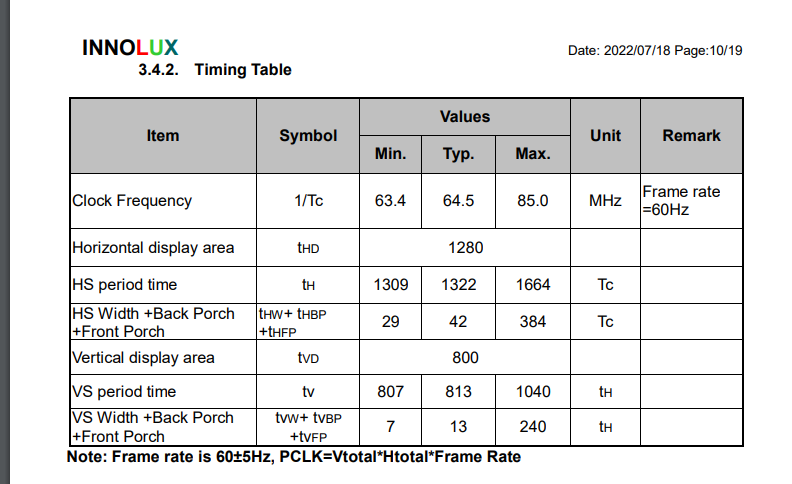 INNOLUX
Date: 2022/07/18 Page:10/19
3.4.2. Timing Table
Item Symbol Values Unit Remark
Min. Typ. Max.
Clock Frequency 1/Tc 63.4 64.5 85.0 MHz Frame rate
=60Hz
Horizontal display area tHD 1280
HS period time tH 1309 1322 1664 Tc
HS Width +Back Porch tHW+ tHBP
+Front Porch +tHFP 29 42 384 Tc
Vertical display area tVD 800
VS period time tV 807 813 1040 tH
VS Width +Back Porch tVW+ tVBP
+Front Porch +tVFP 7 13 240 tH
Note: Frame rate is 60±5Hz, PCLK=Vtotal*Htotal*Frame Rate